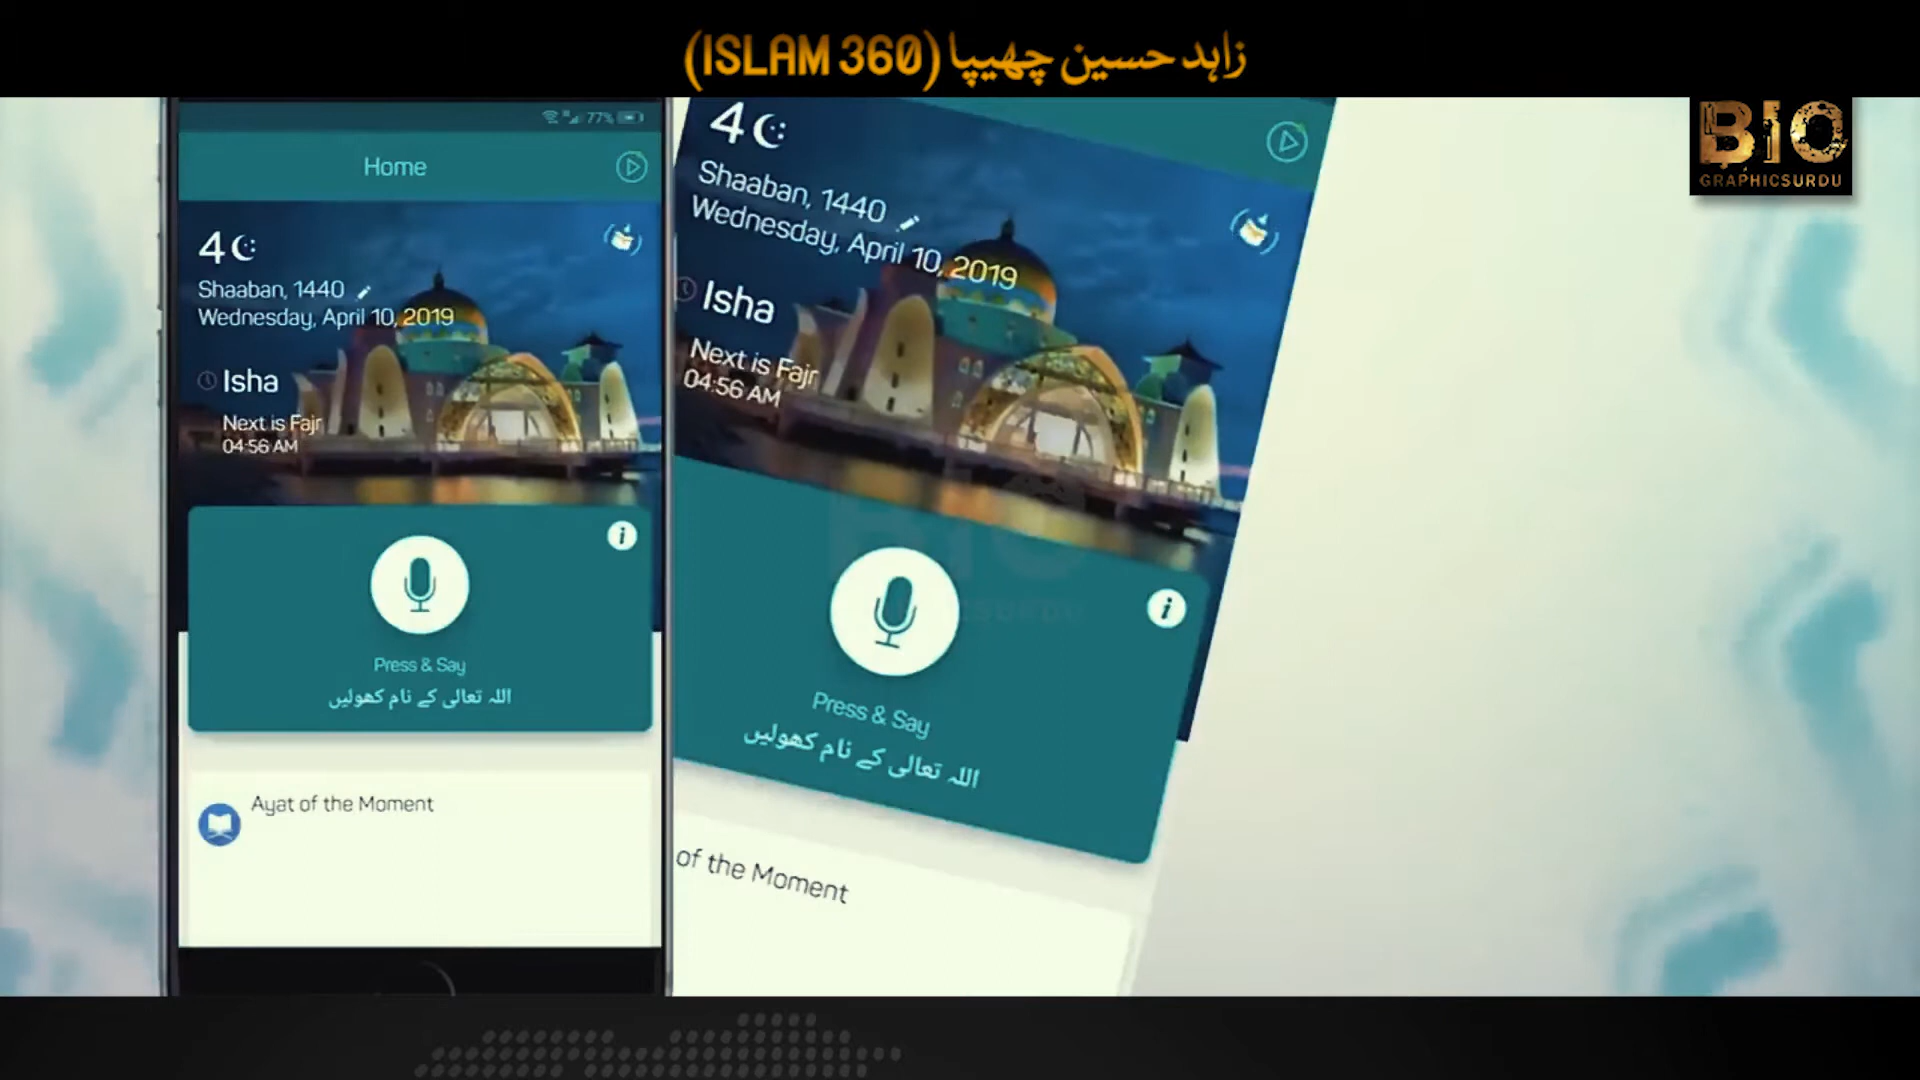 زاہد حسین چھیپا (ISLAM 360)
BIO
GRAPHICSURDU
77%
Home
4
Shaaban, 1440
Wednesday, April 10, 2019
Isha
Next is Fajr
04:56 AM
Press & Say
اللہ تعالی کے نام کھولیں
Ayat of the Moment
4
Shaaban, 1440
Wednesday, April 10, 2019
Isha
Next is Fajr
04:56 AM
Press & Say
اللہ تعالی کے نام کھولیں
of the Moment